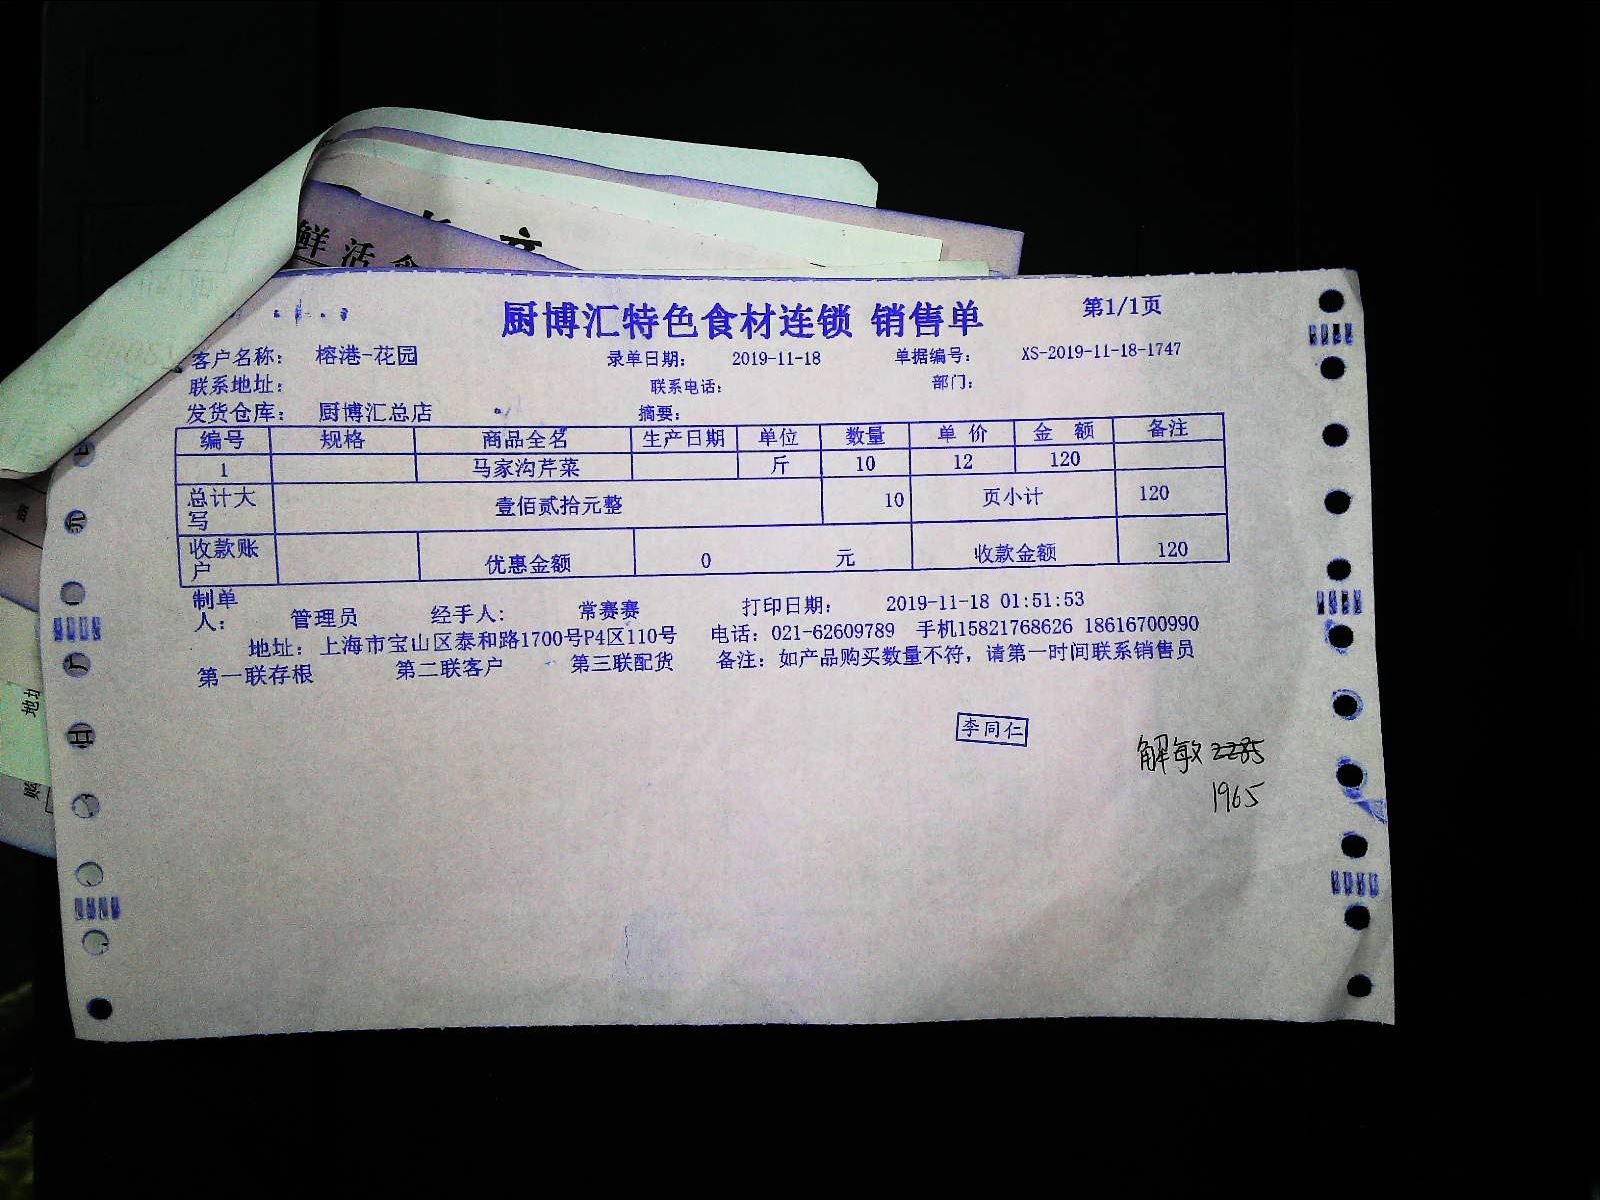 鲜活食
厨博汇特色食材连锁 销售单 第1/1页
客户名称： 榕港-花园 录单日期： 2019-11-18 单据编号： XS-2019-11-18-1747
联系地址： 联系电话： 部门：
发货仓库： 厨博汇总店 摘要：
编号 规格 商品全名 生产日期 单位 数量 单价 金额 备注
1 马家沟芹菜 斤 10 12 120
总计大写 壹佰贰拾元整 10 页小计 120
收款账户 优惠金额 0 元 收款金额 120
制单人： 管理员 经手人： 常赛赛 打印日期： 2019-11-18 01:51:53
地址：上海市宝山区泰和路1700号P4区110号 电话：021-62609789 手机15821768626 18616700990
第一联存根 第二联客户 第三联配货 备注：如产品购买数量不符，请第一时间联系销售员
李同仁
解敏
1965
地址